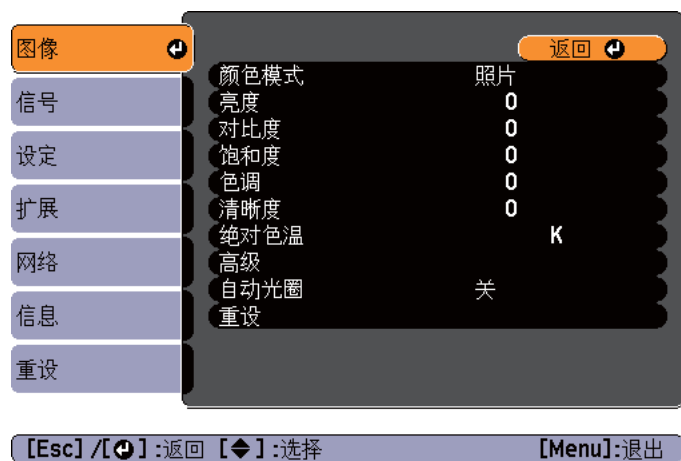 图像
信号
设定
扩展
网络
信息
重设
返回
颜色模式 照片
亮度 0
对比度 0
饱和度 0
色调 0
清晰度 0
绝对色温 K
高级
自动光圈 关
重设
[Esc] /[⏎] :返回 [◆] :选择 [Menu]:退出